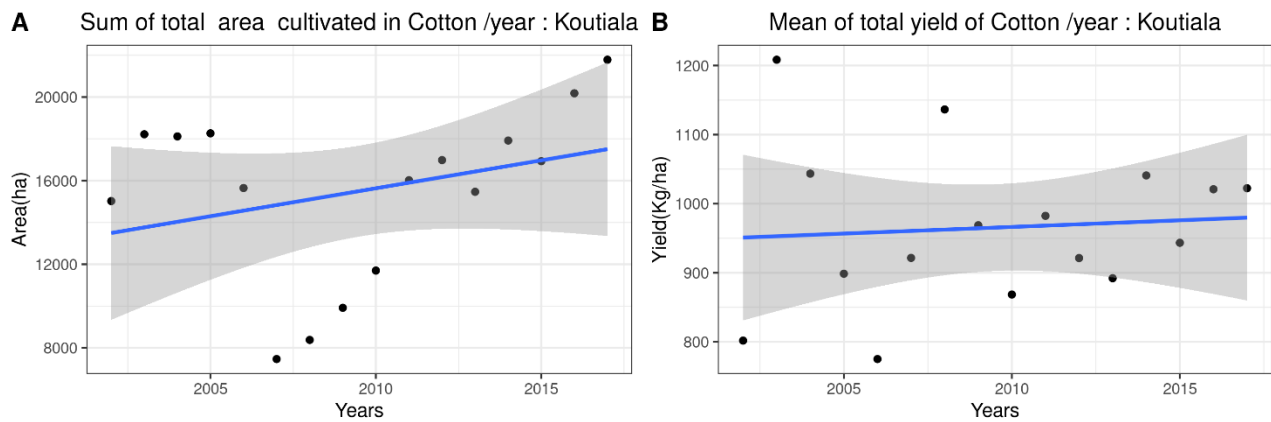 A Sum of total  area  cultivated in Cotton /year : Koutiala
20000
16000
12000
8000
Area(ha)
2005 2010 2015
Years
B Mean of total yield of Cotton /year : Koutiala
1200
1100
1000
900
800
Yield(Kg/ha)
2005 2010 2015
Years